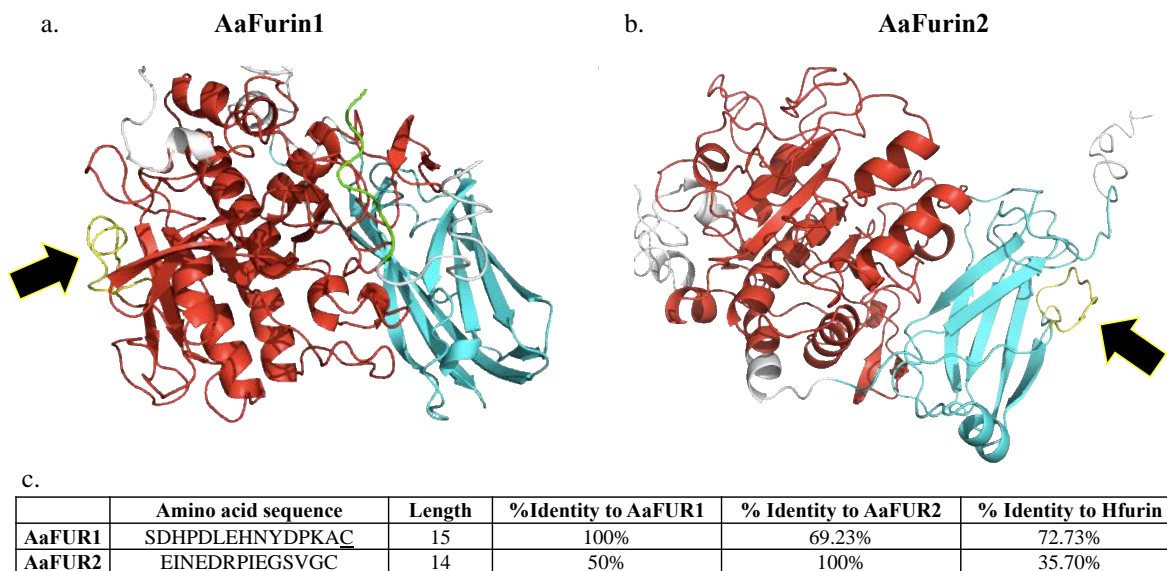 a. AaFurin1 b. AaFurin2
c.
Amino acid sequence Length %Identity to AaFUR1 % Identity to AaFUR2 % Identity to Hfurin
AaFUR1 SDHPDLEHNYDPKAC 15 100% 69.23% 72.73%
AaFUR2 EINEDRPIEGSVGC 14 50% 100% 35.70%